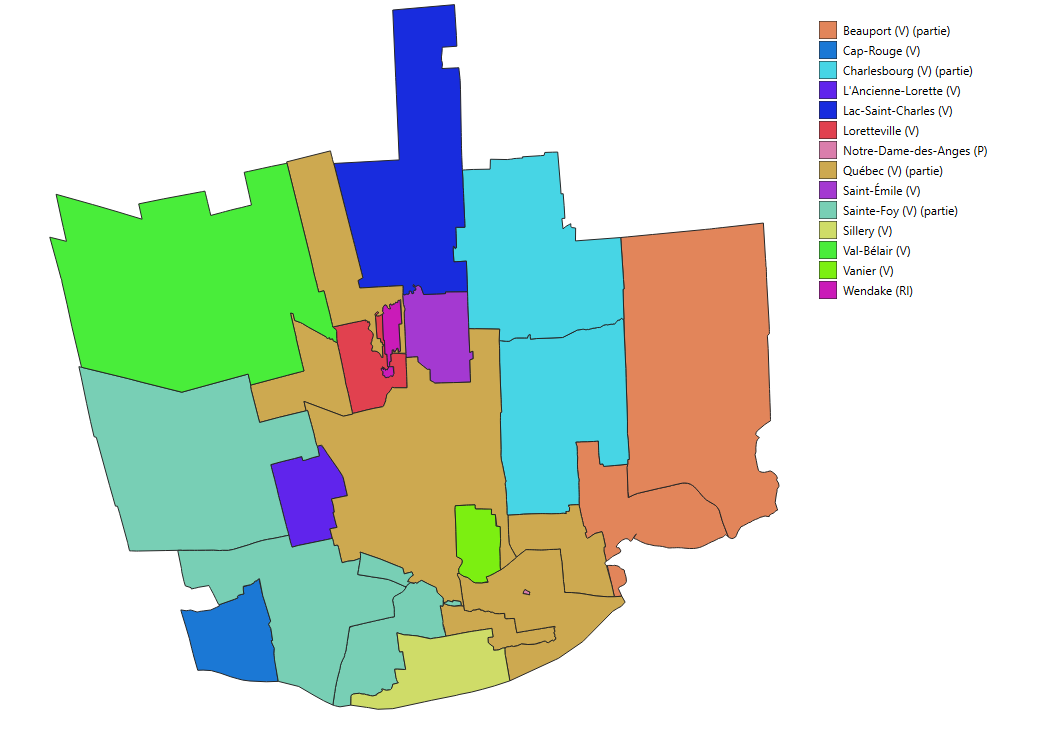 Beauport (V) (partie)
Cap-Rouge (V)
Charlesbourg (V) (partie)
L'Ancienne-Lorette (V)
Lac-Saint-Charles (V)
Loretteville (V)
Notre-Dame-des-Anges (P)
Québec (V) (partie)
Saint-Émile (V)
Sainte-Foy (V) (partie)
Sillery (V)
Val-Bélair (V)
Vanier (V)
Wendake (RI)